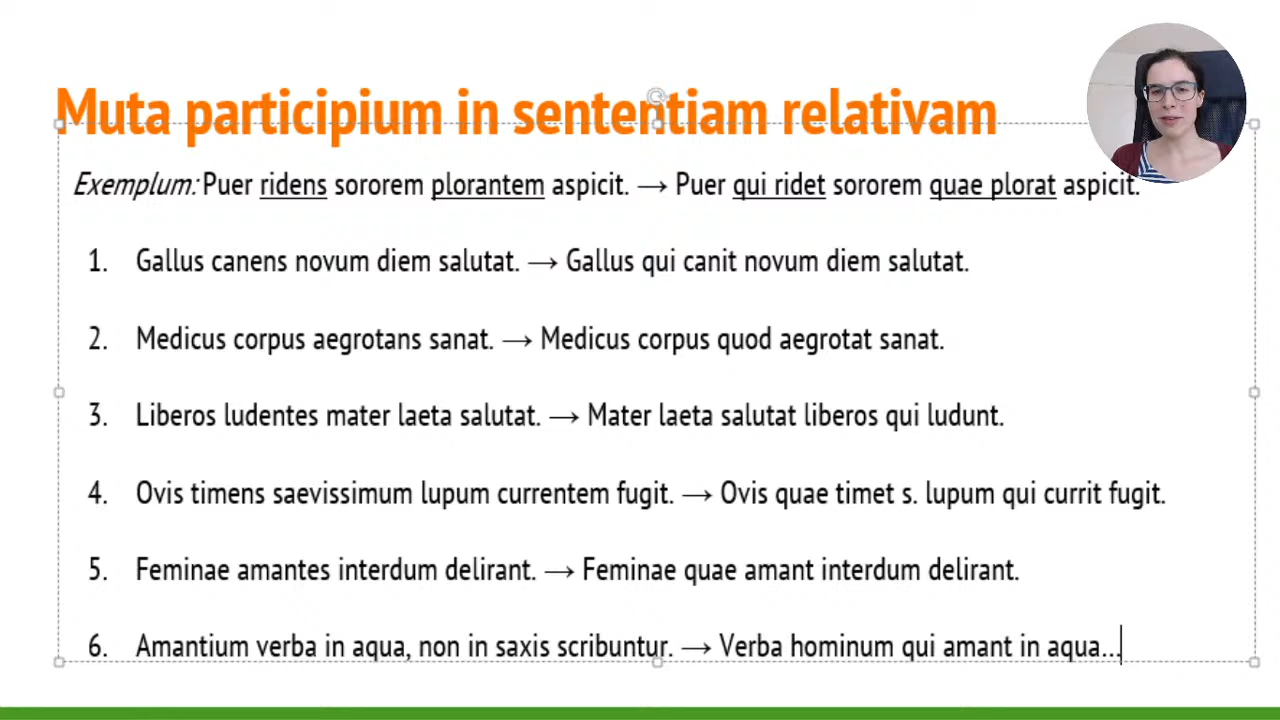 Muta participium in sententiam relativam
Exemplum: Puer ridens sororem plorantem aspicit. → Puer qui ridet sororem quae plorat aspicit.
1. Gallus canens novum diem salutat. → Gallus qui canit novum diem salutat.
2. Medicus corpus aegrotans sanat. → Medicus corpus quod aegrotat sanat.
3. Liberos ludentes mater laeta salutat. → Mater laeta salutat liberos qui ludunt.
4. Ovis timens saevissimum lupum currentem fugit. → Ovis quae timet s. lupum qui currit fugit.
5. Feminae amantes interdum delirant. → Feminae quae amant interdum delirant.
6. Amantium verba in aqua, non in saxis scribuntur. → Verba hominum qui amant in aqua...